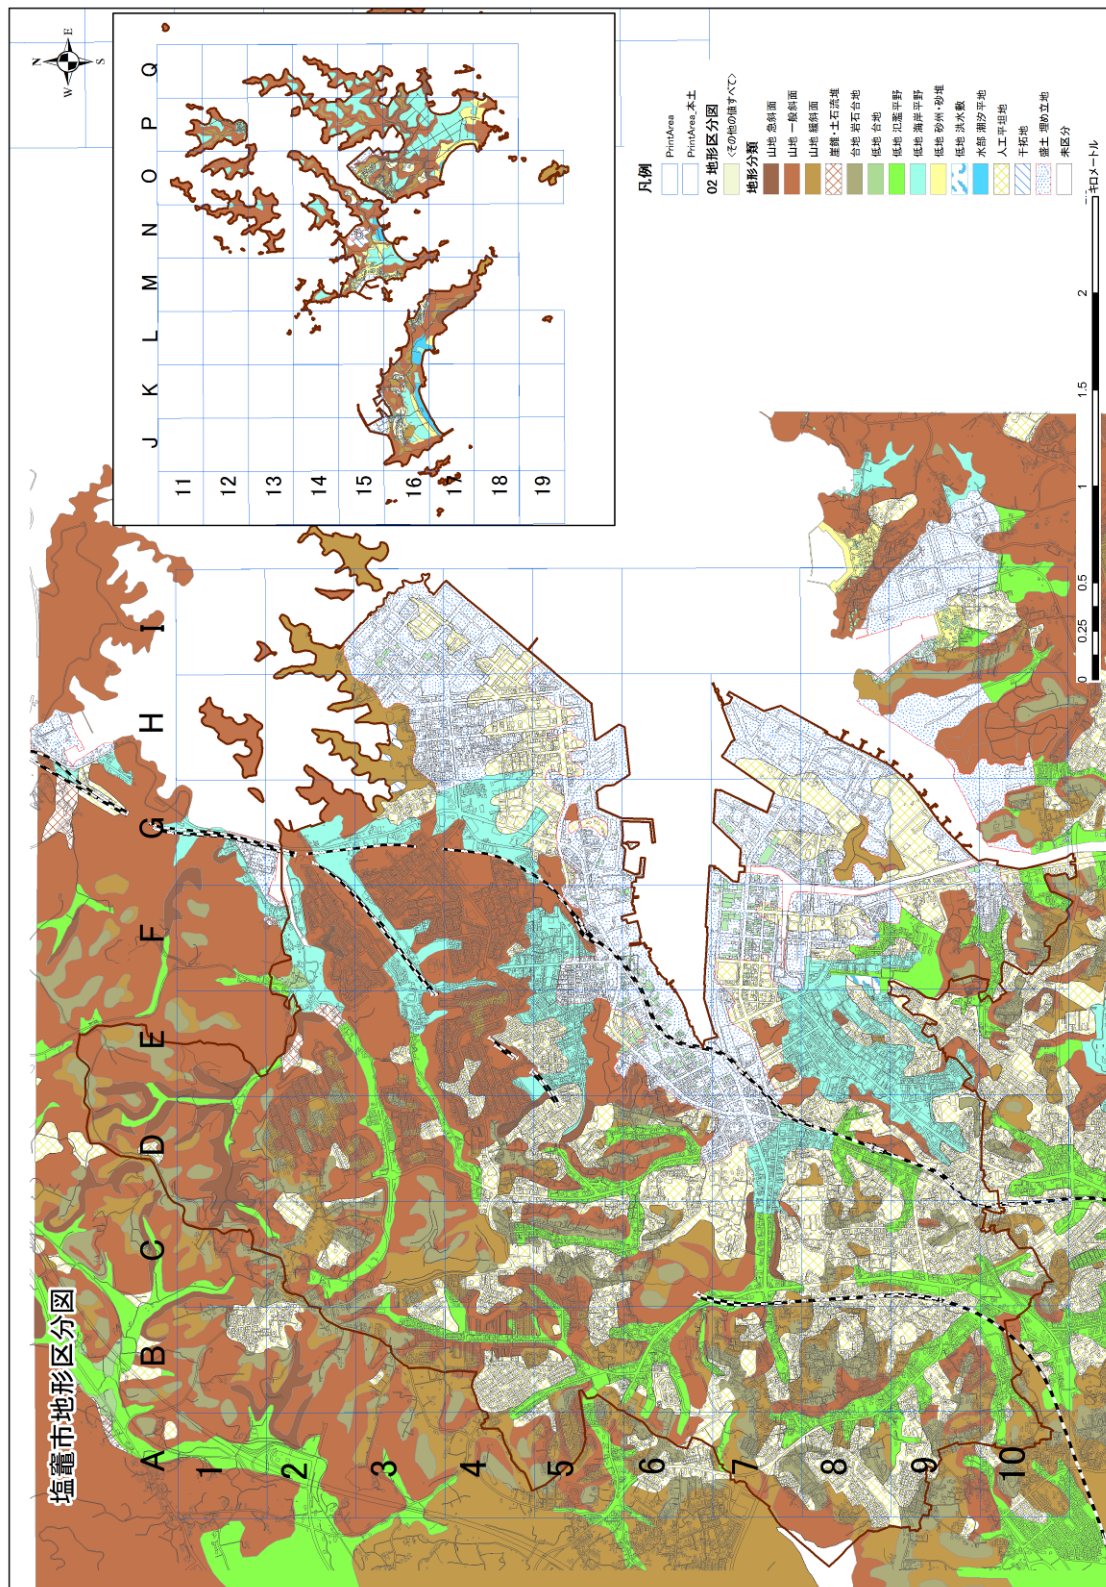 塩竈市地形区分図
A
B
C
D
E
F
G
H
I
1
2
3
4
5
6
7
8
9
10
N
E
S
W
J
K
L
M
N
O
P
Q
11
12
13
14
15
16
17
18
19
凡例
PrintArea
PrintArea_本土
02 地形区分図
<その他の値すべて>
地形分類
山地 急斜面
山地 一般斜面
山地 緩斜面
崖錐・土石流堆
台地 岩石台地
低地 台地
低地 氾濫平野
低地 海岸平野
低地 砂州・砂堆
低地 洪水敷
水部 潮汐平地
人工平坦地
干拓地
盛土 埋め立地
未区分
0 0.25 0.5 1 1.5 2
キロメートル